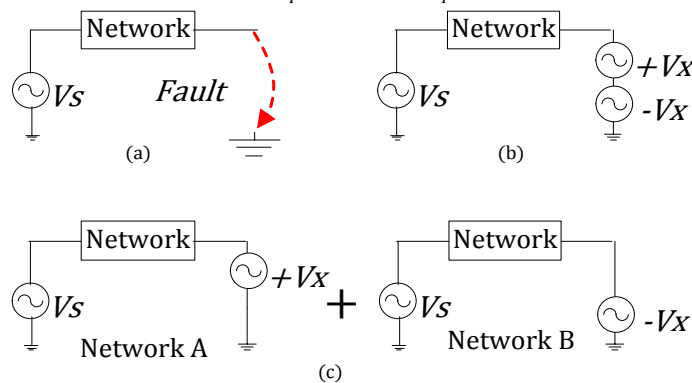 Network
Network
Fault
Vs
Vs
+Vx
-Vx
(a)
(b)
Network
Network
Vs
+Vx
+
Vs
-Vx
Network A
Network B
(c)